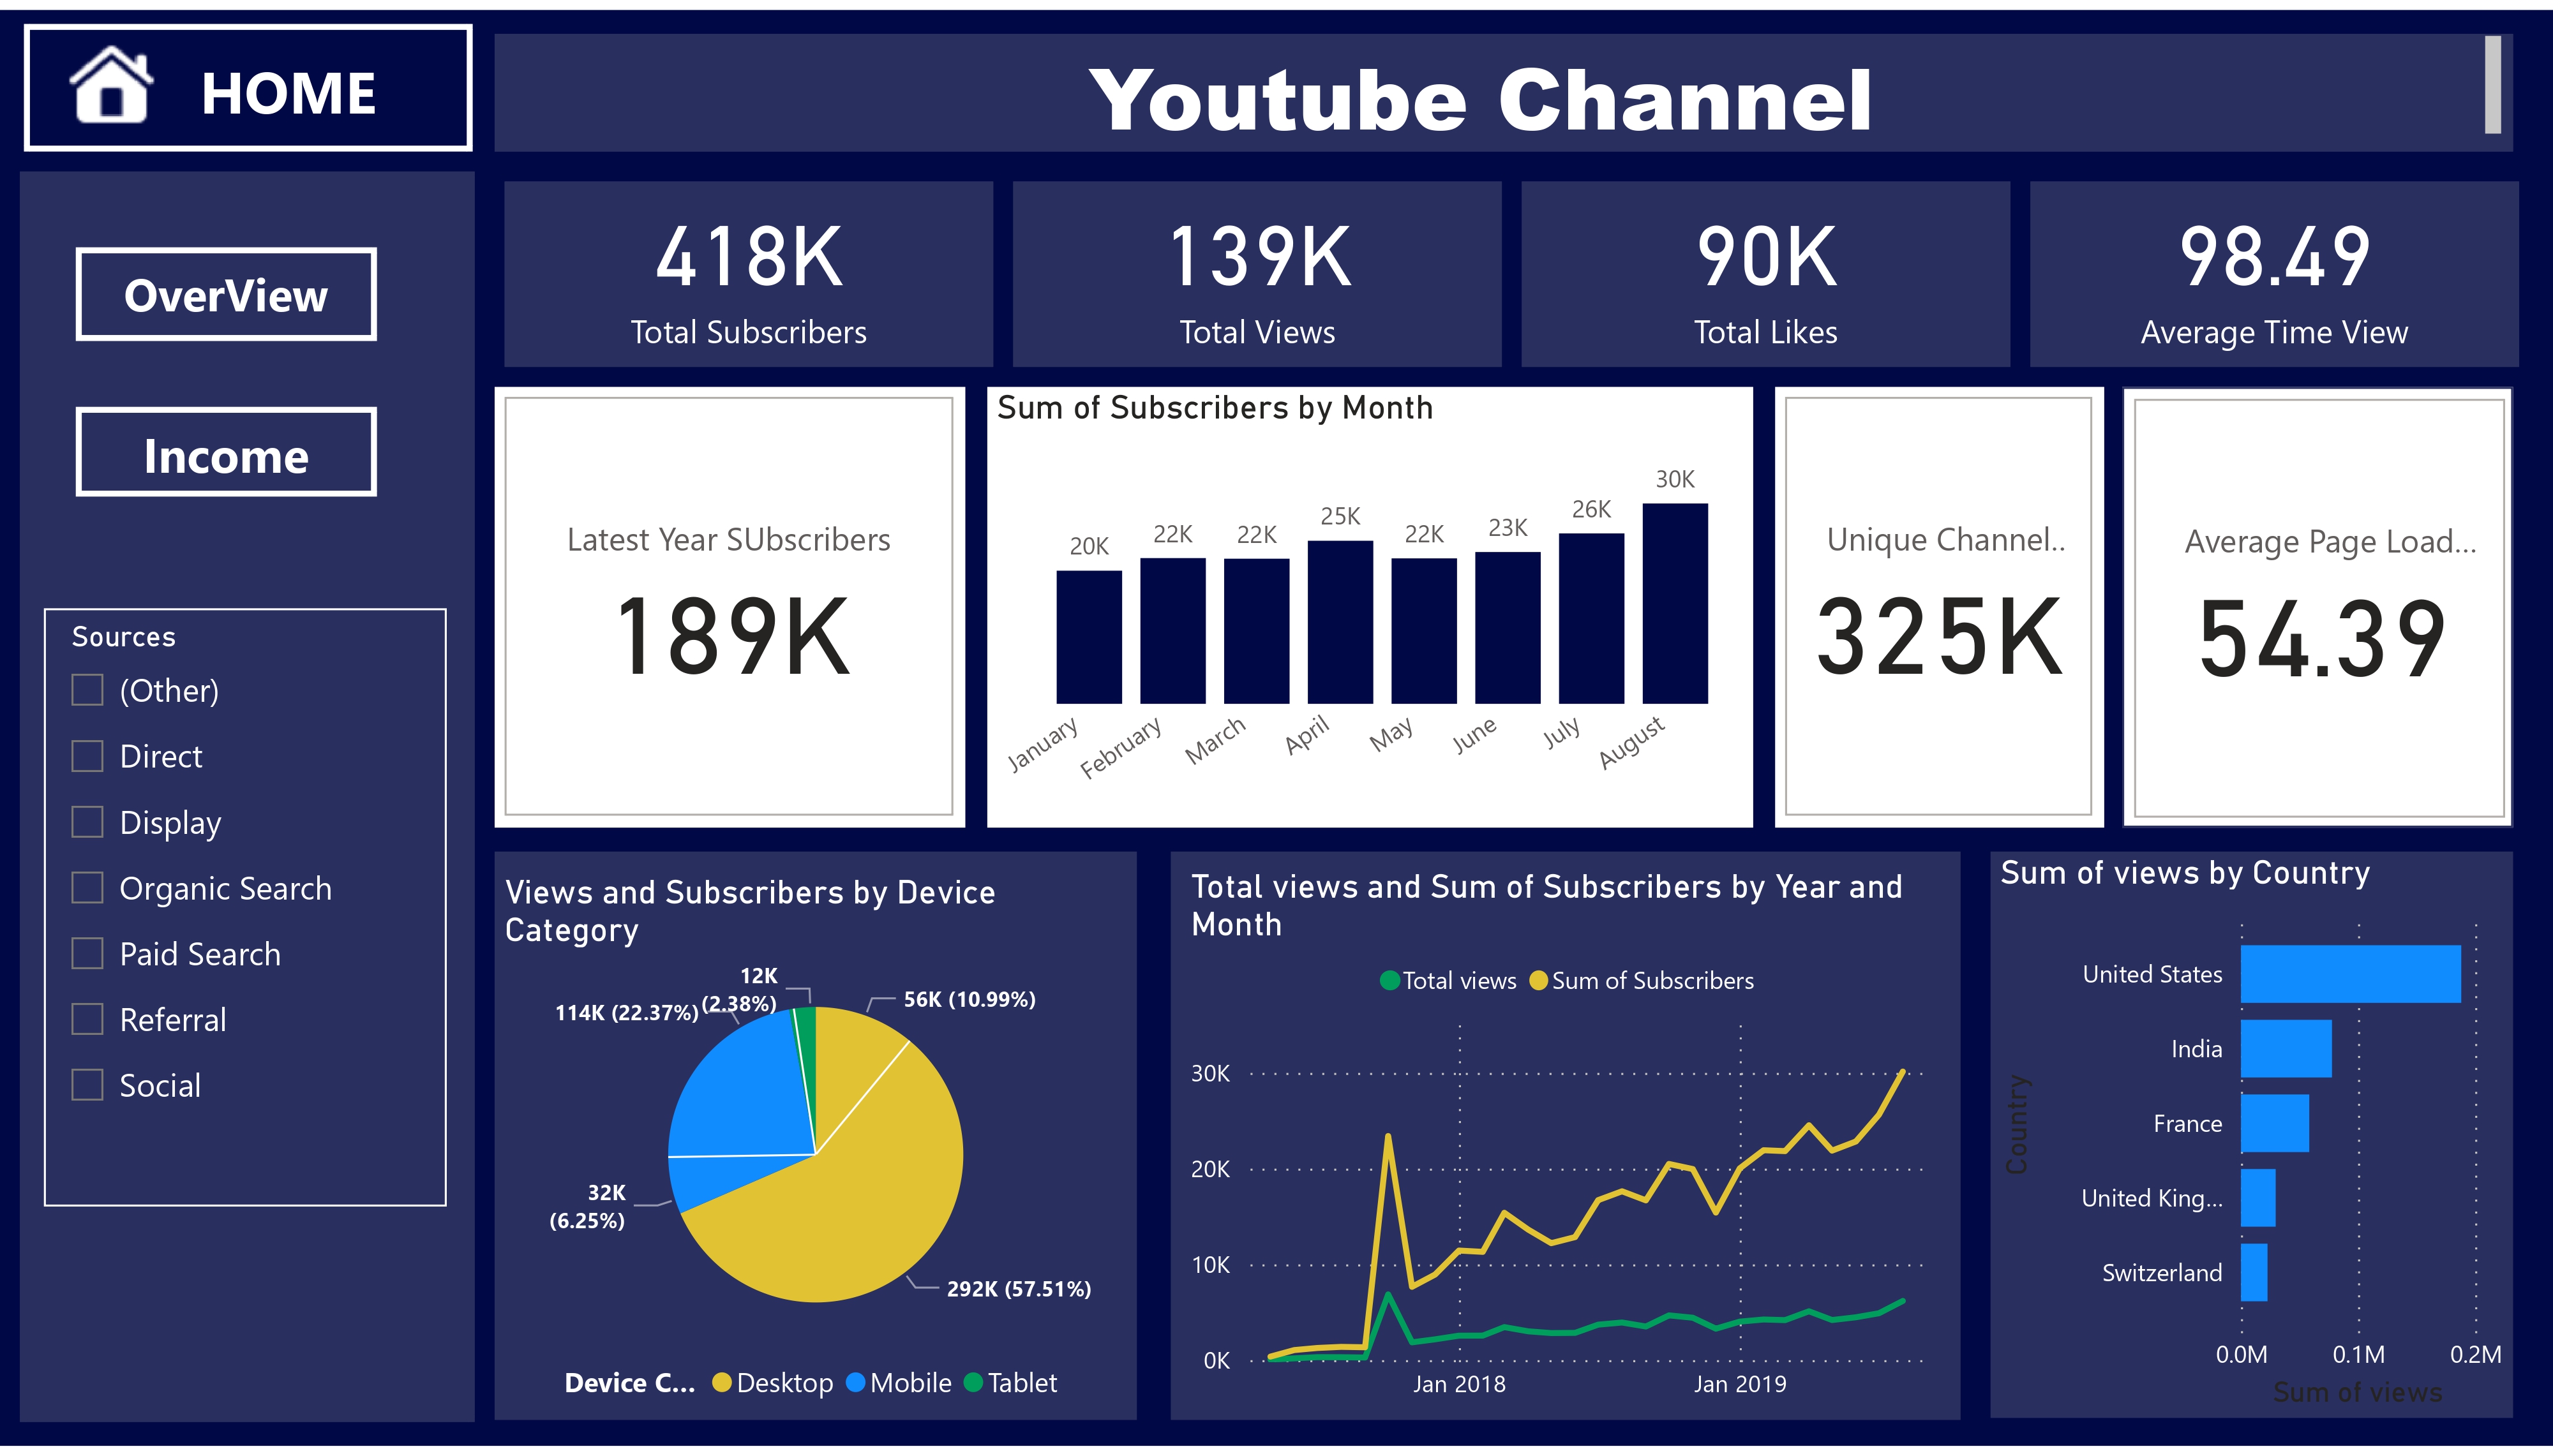 HOME
Youtube Channel
OverView
Income
Sources
(Other)
Direct
Display
Organic Search
Paid Search
Referral
Social
418K
Total Subscribers
139K
Total Views
90K
Total Likes
98.49
Average Time View
Latest Year SUbscribers
189K
Sum of Subscribers by Month
20K
22K
22K
25K
22K
23K
26K
30K
January
February
March
April
May
June
July
August
Unique Channel..
325K
Average Page Load...
54.39
Views and Subscribers by Device
Category
12K
(2.38%)
114K (22.37%)
56K (10.99%)
32K
(6.25%)
292K (57.51%)
Device C...
Desktop
Mobile
Tablet
Total views and Sum of Subscribers by Year and
Month
Total views
Sum of Subscribers
30K
20K
10K
0K
Jan 2018
Jan 2019
Sum of views by Country
Country
United States
India
France
United King...
Switzerland
0.0M
0.1M
0.2M
Sum of views